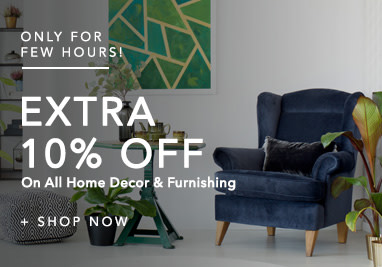 ONLY FOR
FEW HOURS!
EXTRA
10% OFF
On All Home Decor & Furnishing
+ SHOP NOW